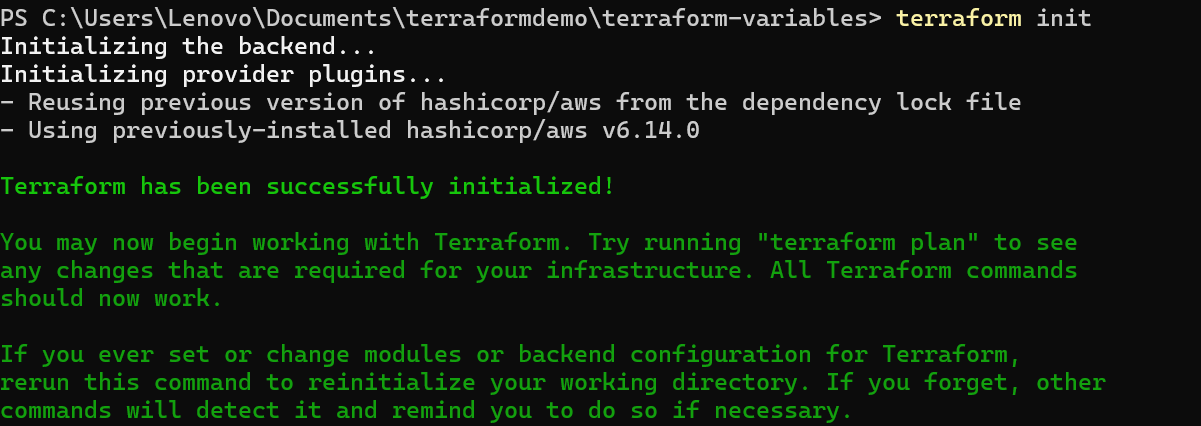 PS C:\Users\Lenovo\Documents\terraformdemo\terraform-variables> terraform init
Initializing the backend...
Initializing provider plugins...
- Reusing previous version of hashicorp/aws from the dependency lock file
- Using previously-installed hashicorp/aws v6.14.0
Terraform has been successfully initialized!
You may now begin working with Terraform. Try running "terraform plan" to see
any changes that are required for your infrastructure. All Terraform commands
should now work.
If you ever set or change modules or backend configuration for Terraform,
rerun this command to reinitialize your working directory. If you forget, other
commands will detect it and remind you to do so if necessary.